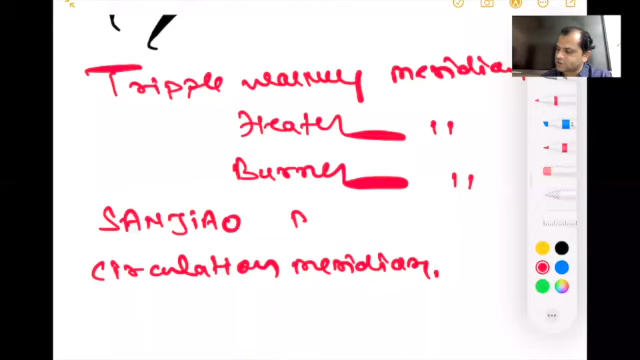 Tripple warmer meridian
Heater "
Burner "
SANJIAO
circulation meridian.